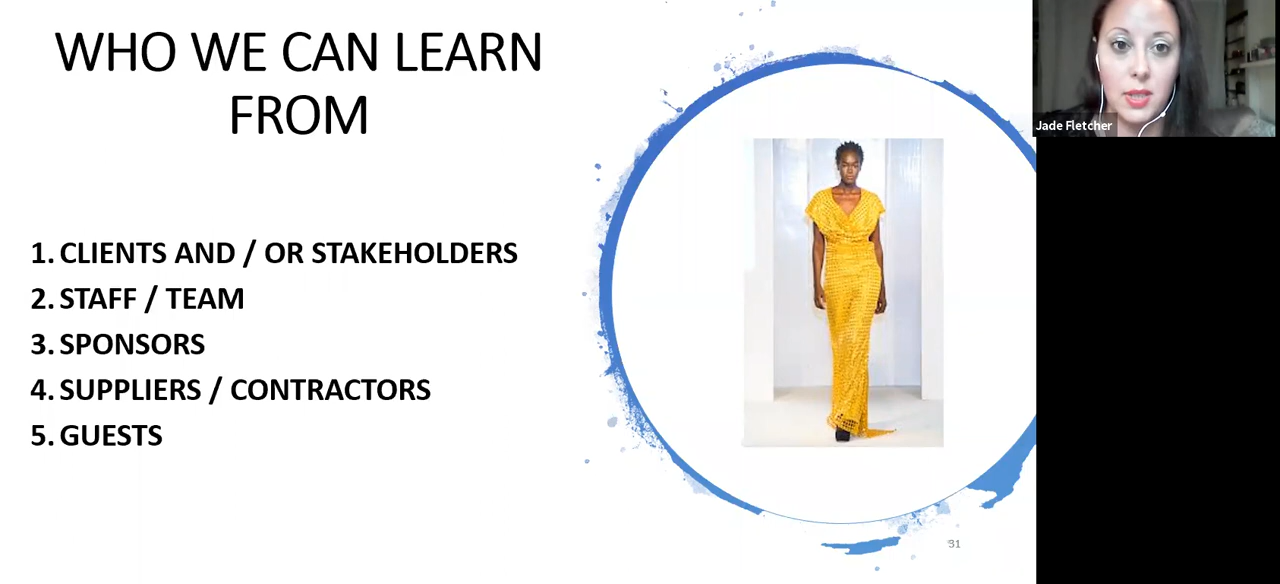 WHO WE CAN LEARN
FROM
1. CLIENTS AND / OR STAKEHOLDERS
2. STAFF / TEAM
3. SPONSORS
4. SUPPLIERS / CONTRACTORS
5. GUESTS
Jade Fletcher
31